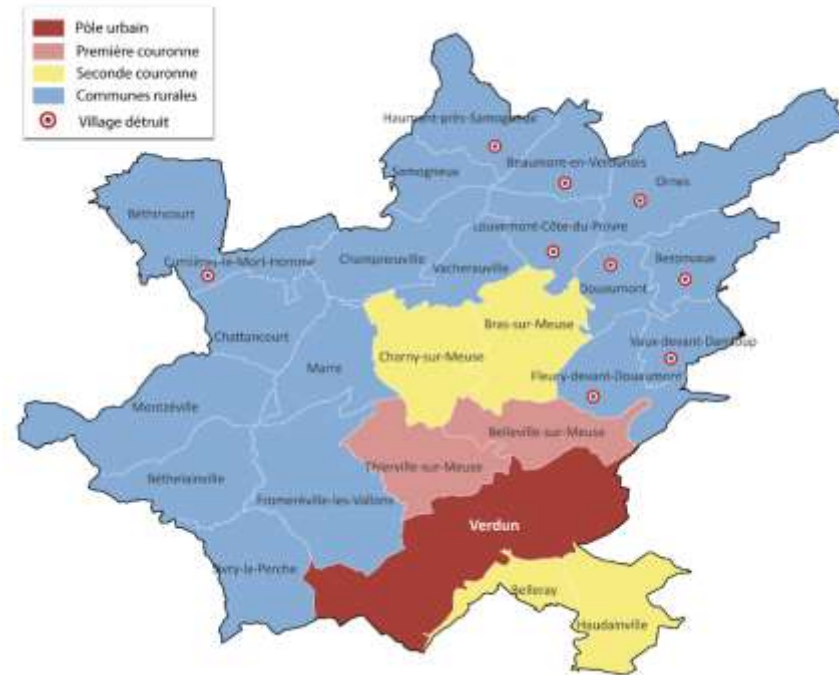 Pôle urbain
Première couronne
Seconde couronne
Communes rurales
Village détruit
Haumont-près-Samogneux
Beaumont-en-Verdunois
Samogneux
Ornes
Béthincourt
Louvemont-Côte-du-Poivre
Cumières-le-Mort-Homme
Champneuville
Vacherauville
Bezonvaux
Douaumont
Bras-sur-Meuse
Chattancourt
Vaux-devant-Damloup
Charny-sur-Meuse
Marre
Fleury-devant-Douaumont
Montzéville
Belleville-sur-Meuse
Thierville-sur-Meuse
Béthelainville
Fromeréville-les-Vallons
Verdun
Sivry-la-Perche
Belleray
Haudainville